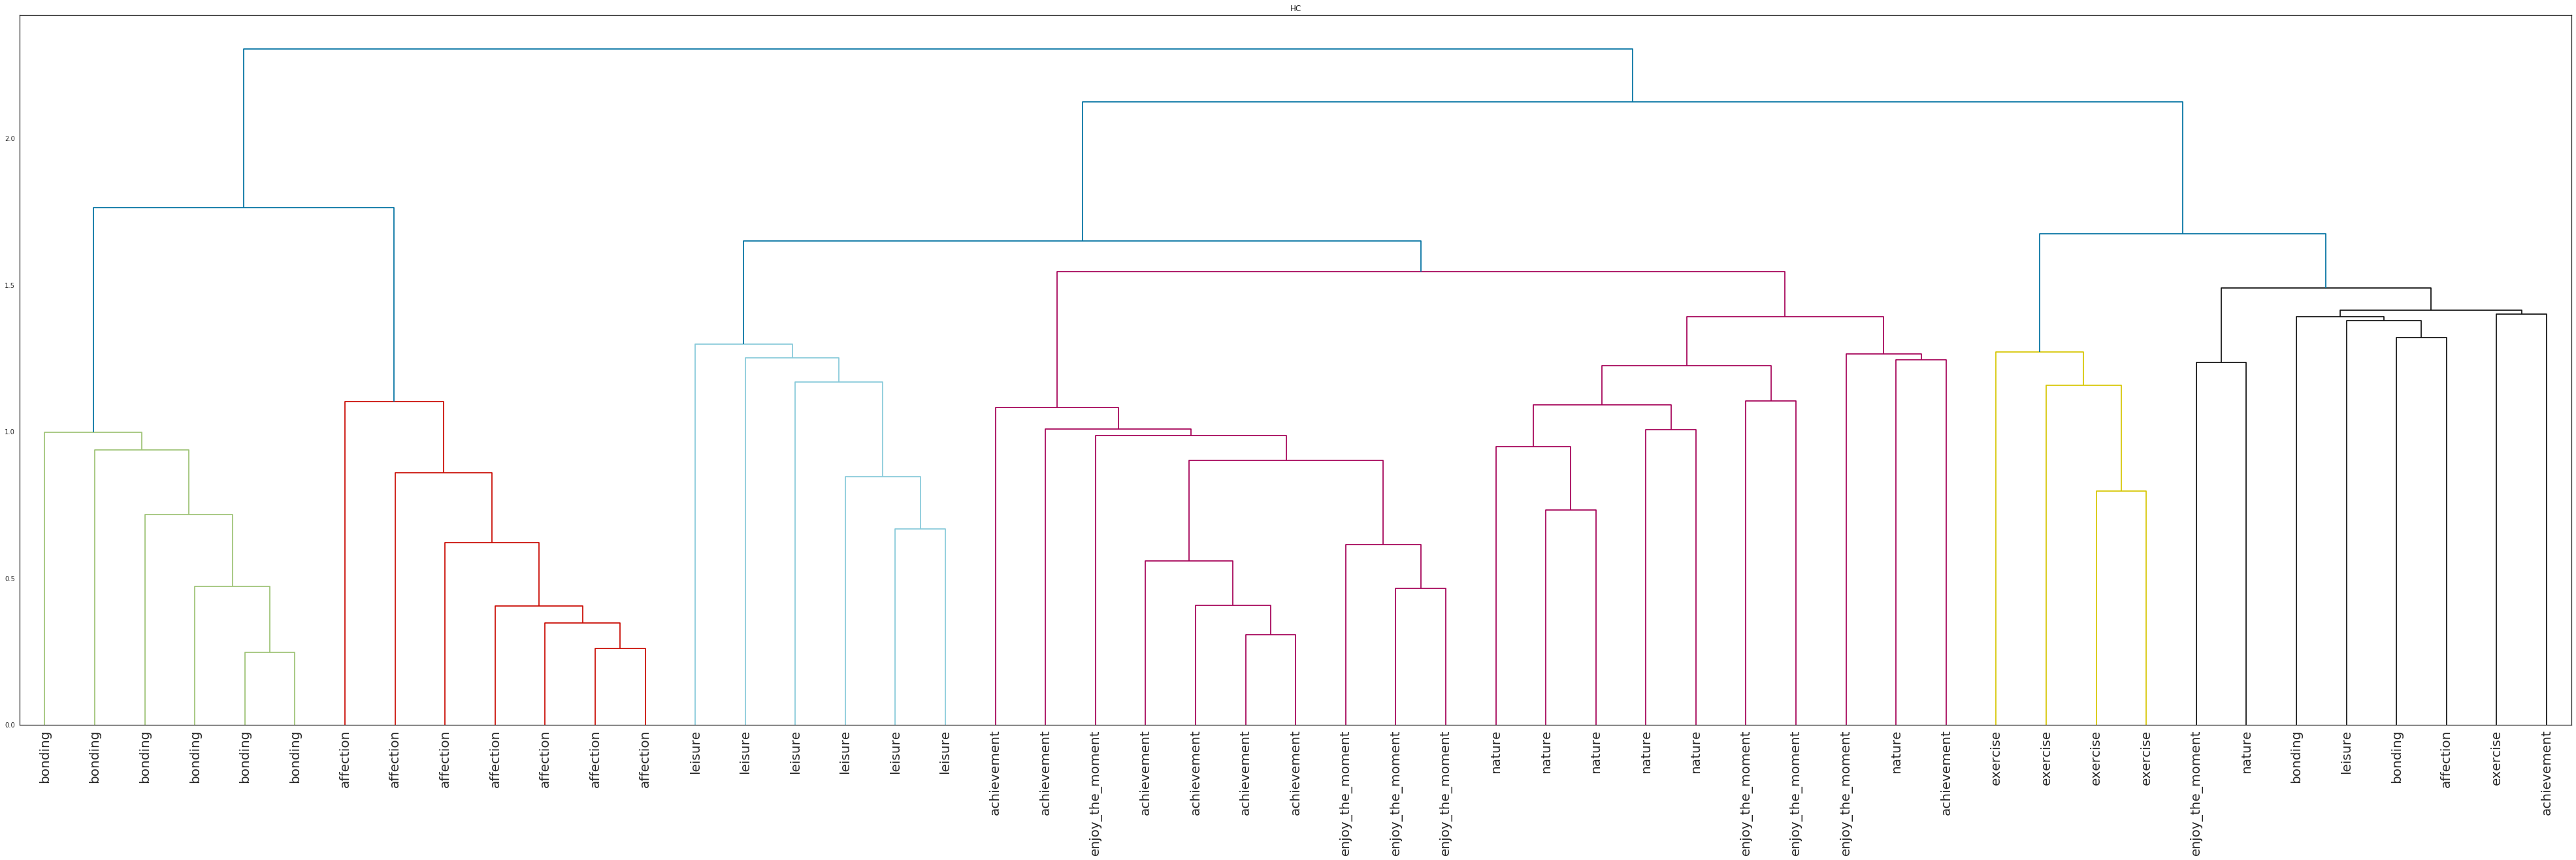 HC
2.0
1.5
1.0
0.5
0.0
bonding
bonding
bonding
bonding
bonding
bonding
affection
affection
affection
affection
affection
affection
affection
leisure
leisure
leisure
leisure
leisure
leisure
achievement
achievement
enjoy_the_moment
achievement
achievement
achievement
achievement
enjoy_the_moment
enjoy_the_moment
enjoy_the_moment
nature
nature
nature
nature
nature
enjoy_the_moment
enjoy_the_moment
enjoy_the_moment
nature
achievement
exercise
exercise
exercise
exercise
enjoy_the_moment
nature
bonding
leisure
bonding
affection
exercise
achievement